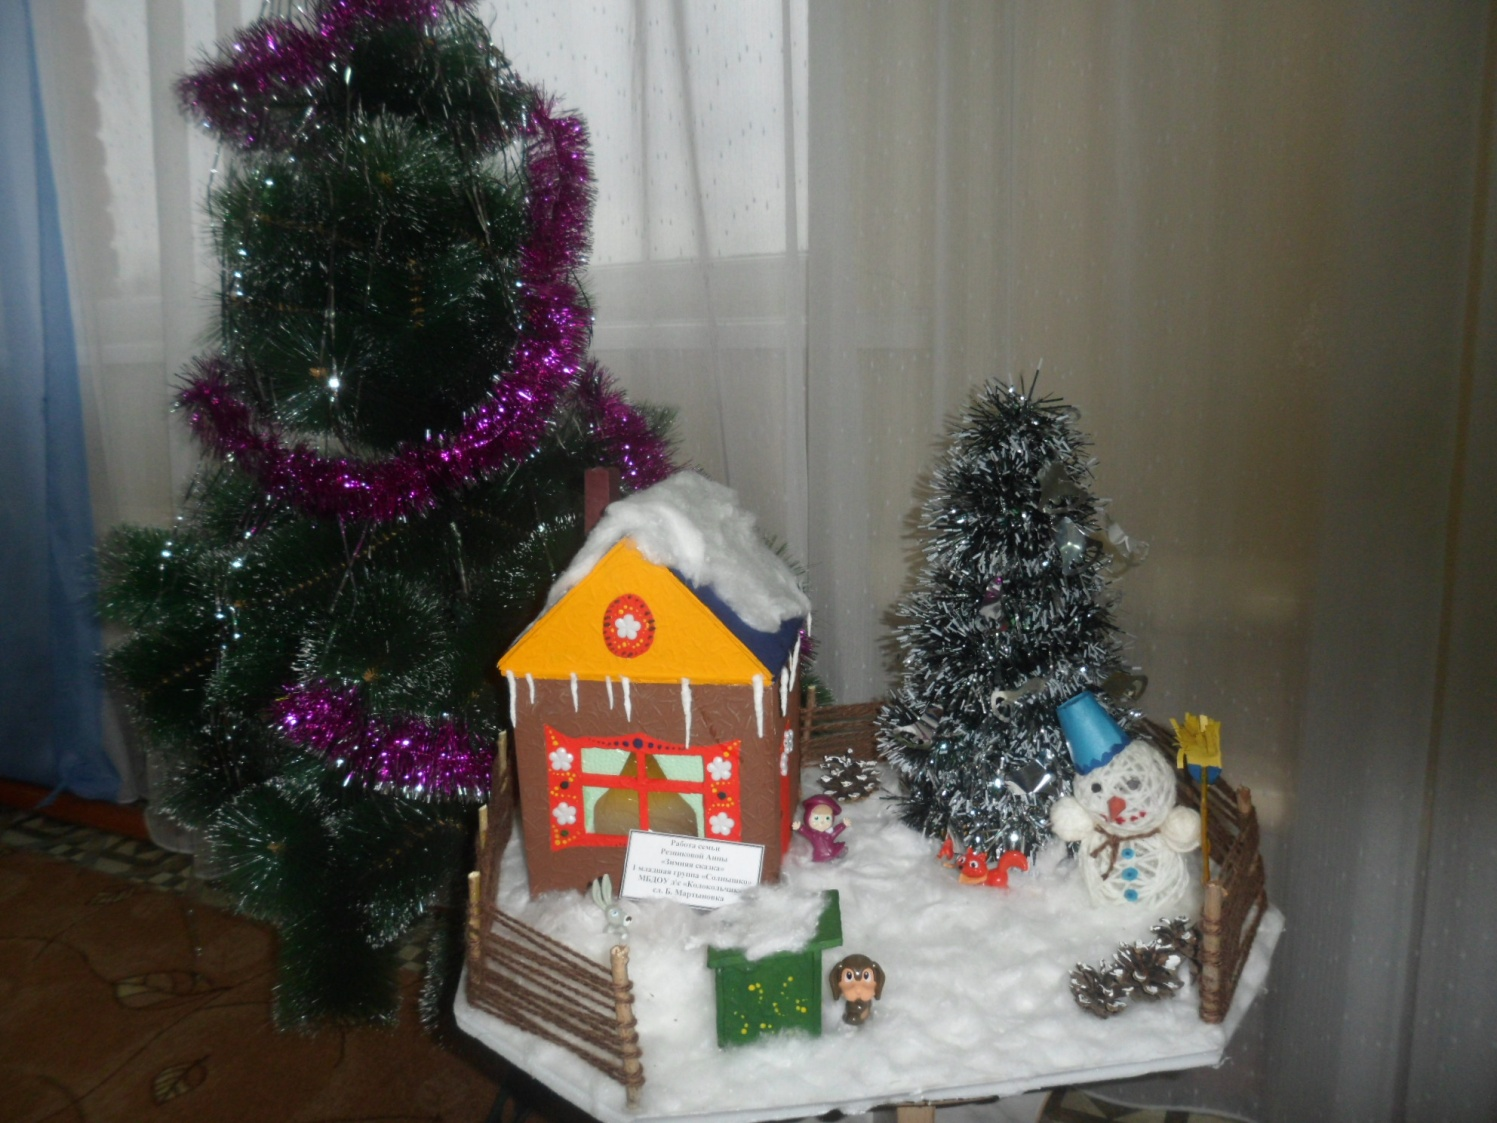 Работа семьи
Резниковой Анны
«Зимняя сказка»
1 младшая группа «Солнышко»
МБДОУ д/с «Колокольчик»
сл. Б. Мартыновка